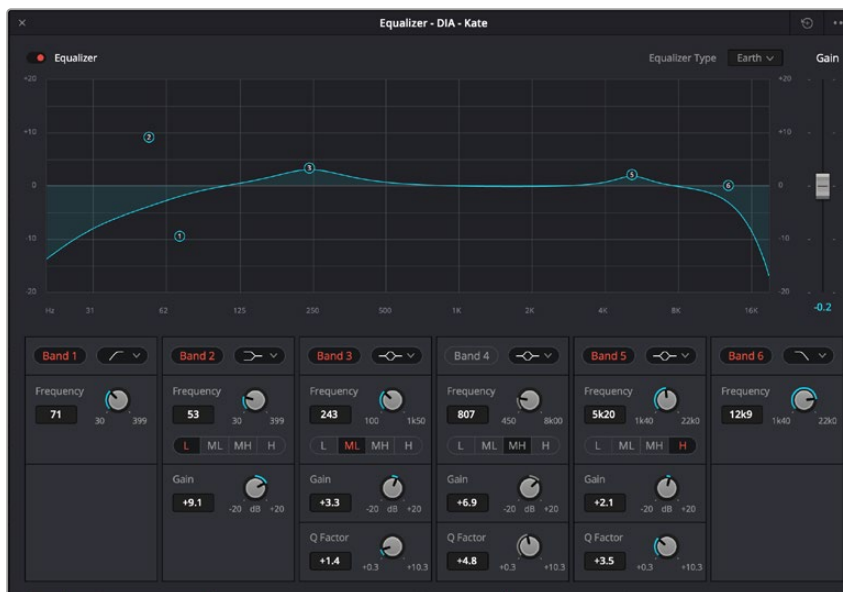 Equalizer - DIA - Kate
Equalizer
Equalizer Type Earth Gain
+20 +20
+10 +10
0 0
-10 -10
-20 -20
Hz 31 62 125 250 500 1K 2K 4K 8K 16K
-0.2
1 2 3 5 6
Band 1 Band 2 Band 3 Band 4 Band 5 Band 6
Frequency Frequency Frequency Frequency Frequency Frequency
71 53 243 807 5k20 12k9
30 399 30 399 100 1k50 450 8k00 1k40 22k0 1k40 22k0
L ML MH H L ML MH H L ML MH H L ML MH H
Gain Gain Gain Gain
+9.1 +3.3 +6.9 +2.1
-20 dB +20 -20 dB +20 -20 dB +20 -20 dB +20
Q Factor Q Factor Q Factor
+1.4 +4.8 +3.5
+0.3 +10.3 +0.3 +10.3 +0.3 +10.3